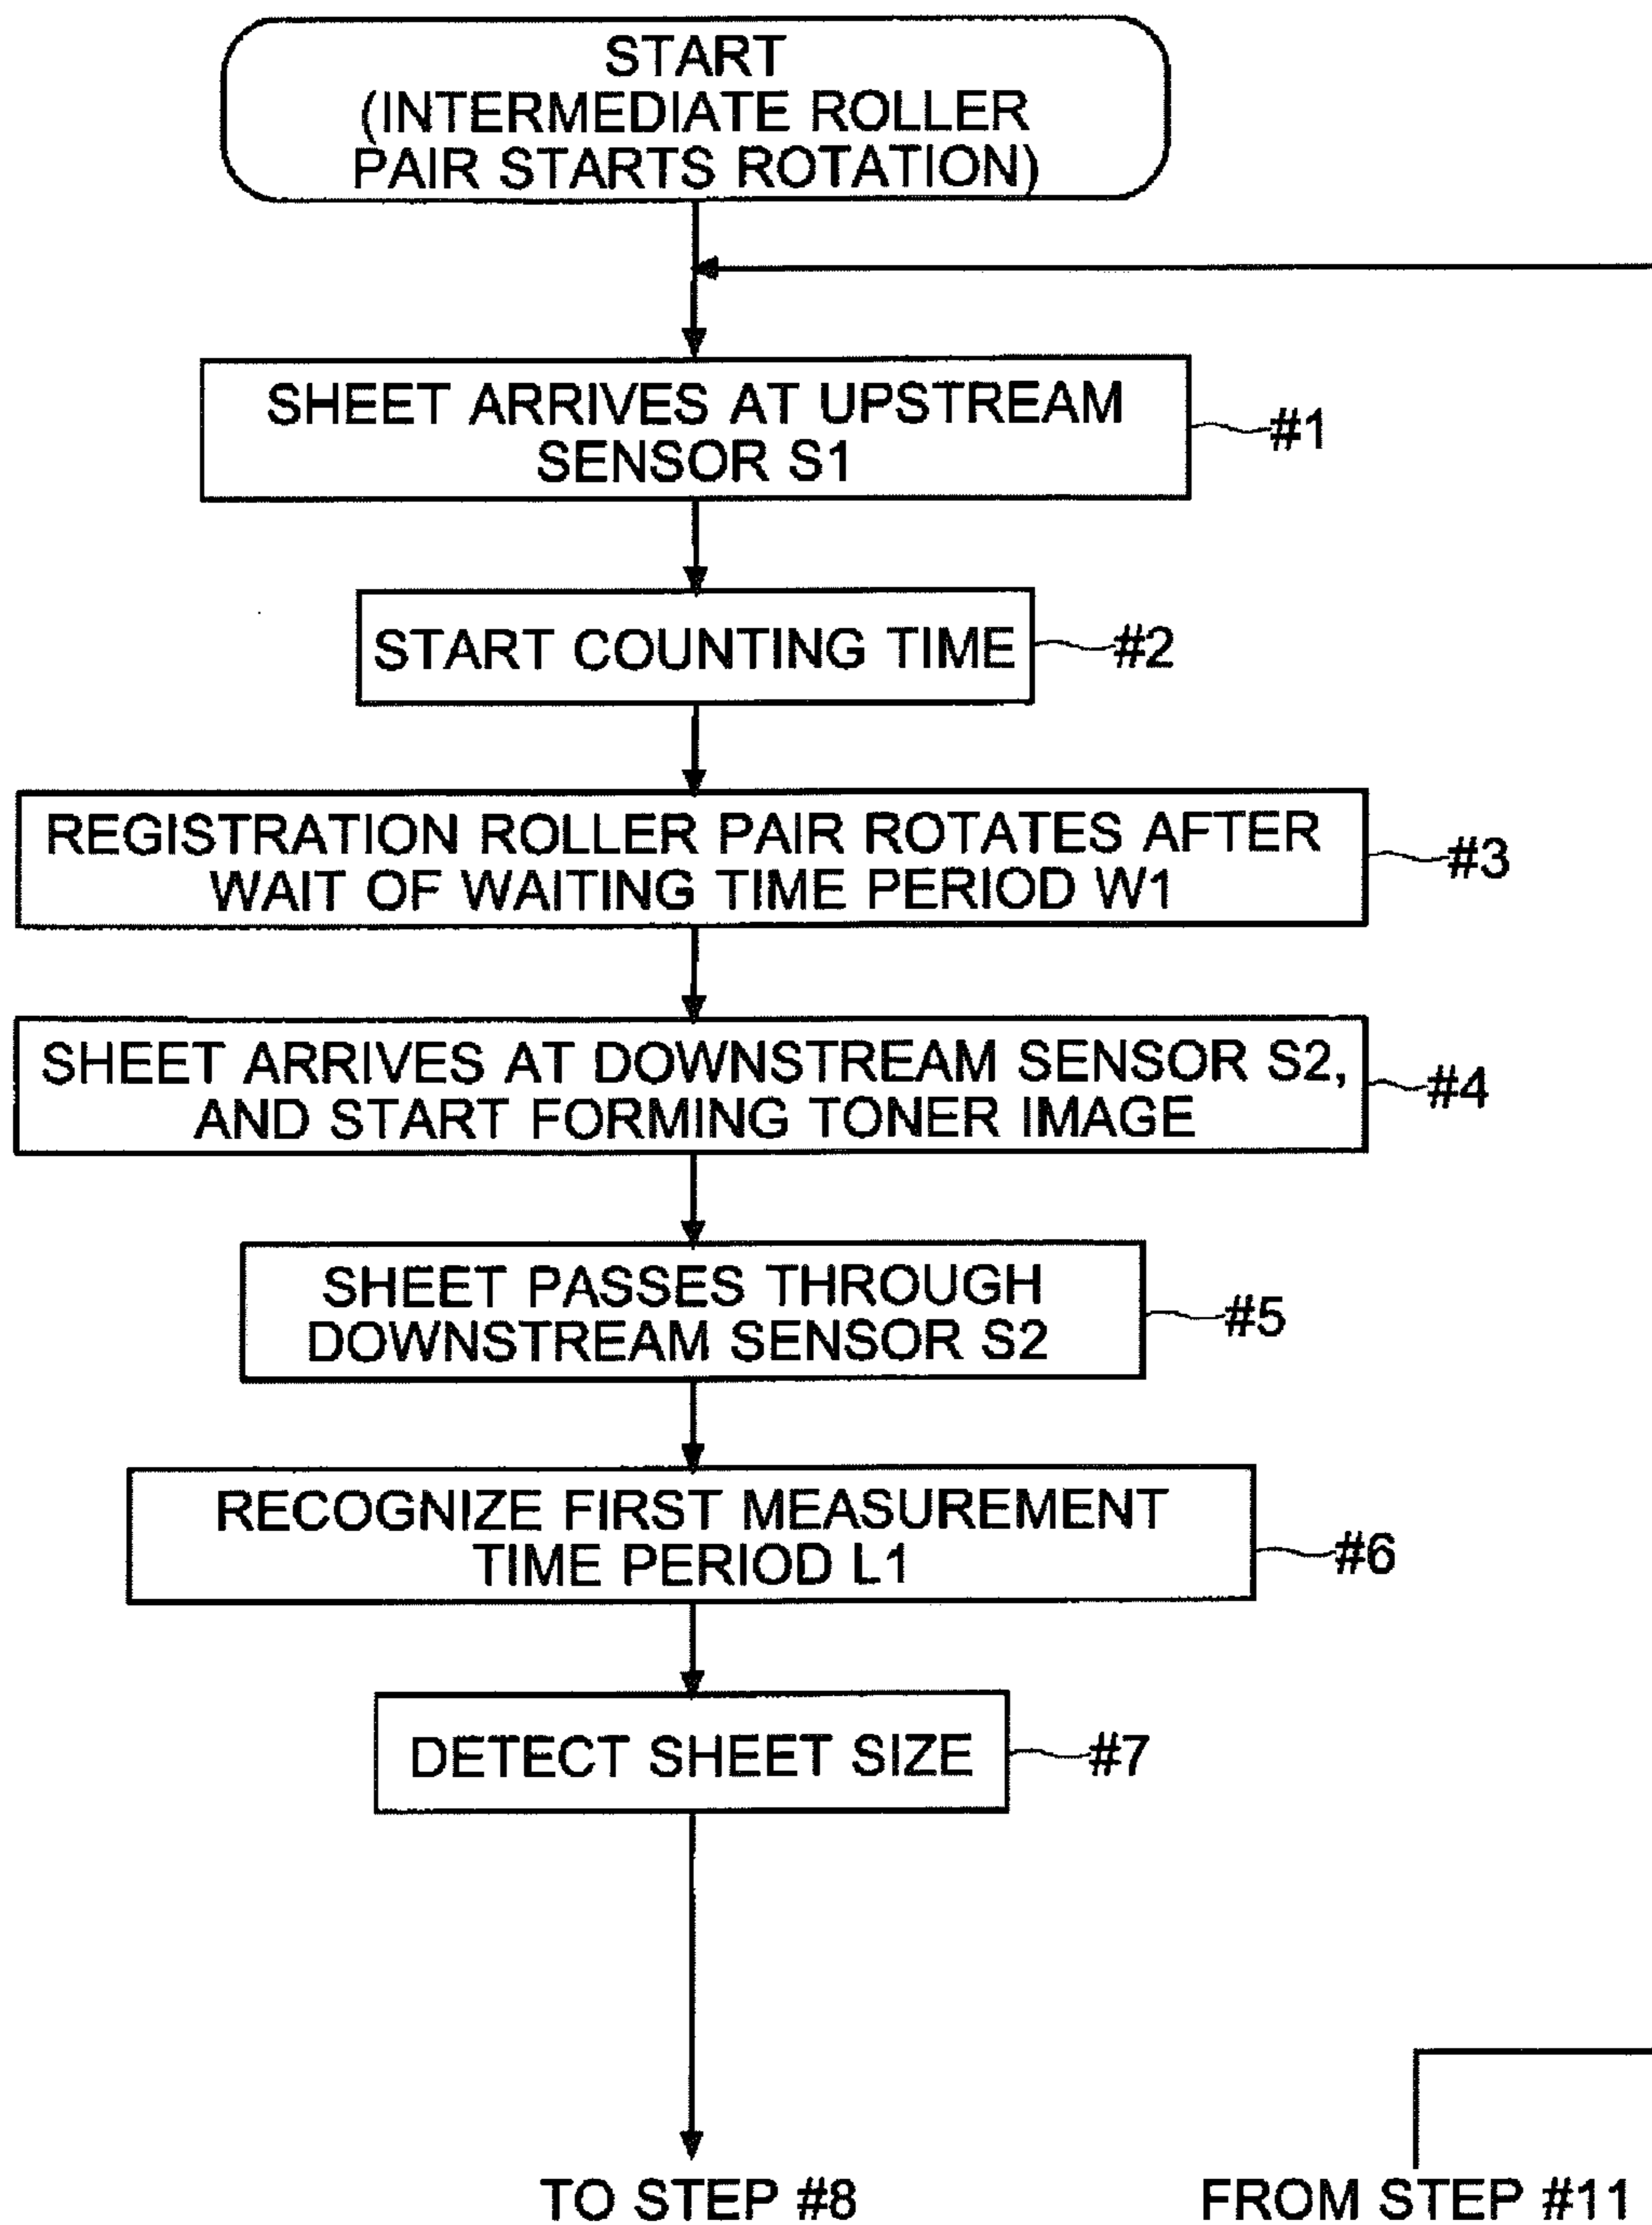 START
(INTERMEDIATE ROLLER
PAIR STARTS ROTATION)
SHEET ARRIVES AT UPSTREAM
SENSOR S1
#1
START COUNTING TIME
#2
REGISTRATION ROLLER PAIR ROTATES AFTER
WAIT OF WAITING TIME PERIOD W1
#3
SHEET ARRIVES AT DOWNSTREAM SENSOR S2,
AND START FORMING TONER IMAGE
#4
SHEET PASSES THROUGH
DOWNSTREAM SENSOR S2
#5
RECOGNIZE FIRST MEASUREMENT
TIME PERIOD L1
#6
DETECT SHEET SIZE
#7
TO STEP #8
FROM STEP #11